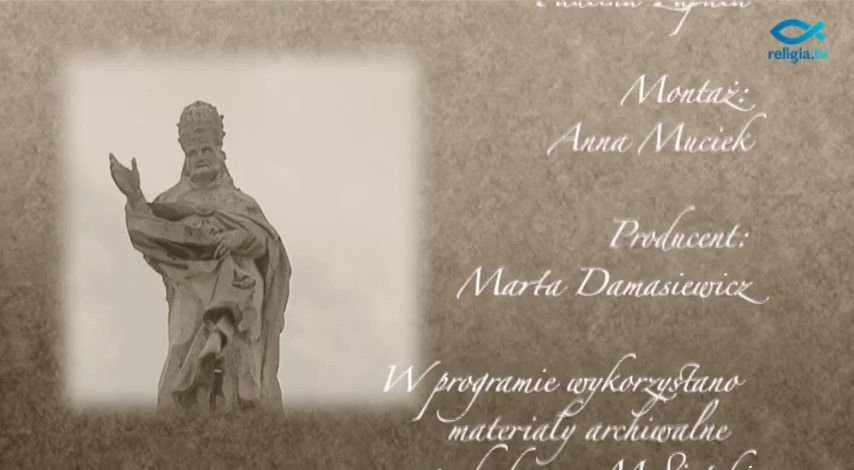 religia.tv
Montaż:
Anna Muciek
Producent:
Marta Damasiewicz
W programie wykorzystano
materiały archiwalne